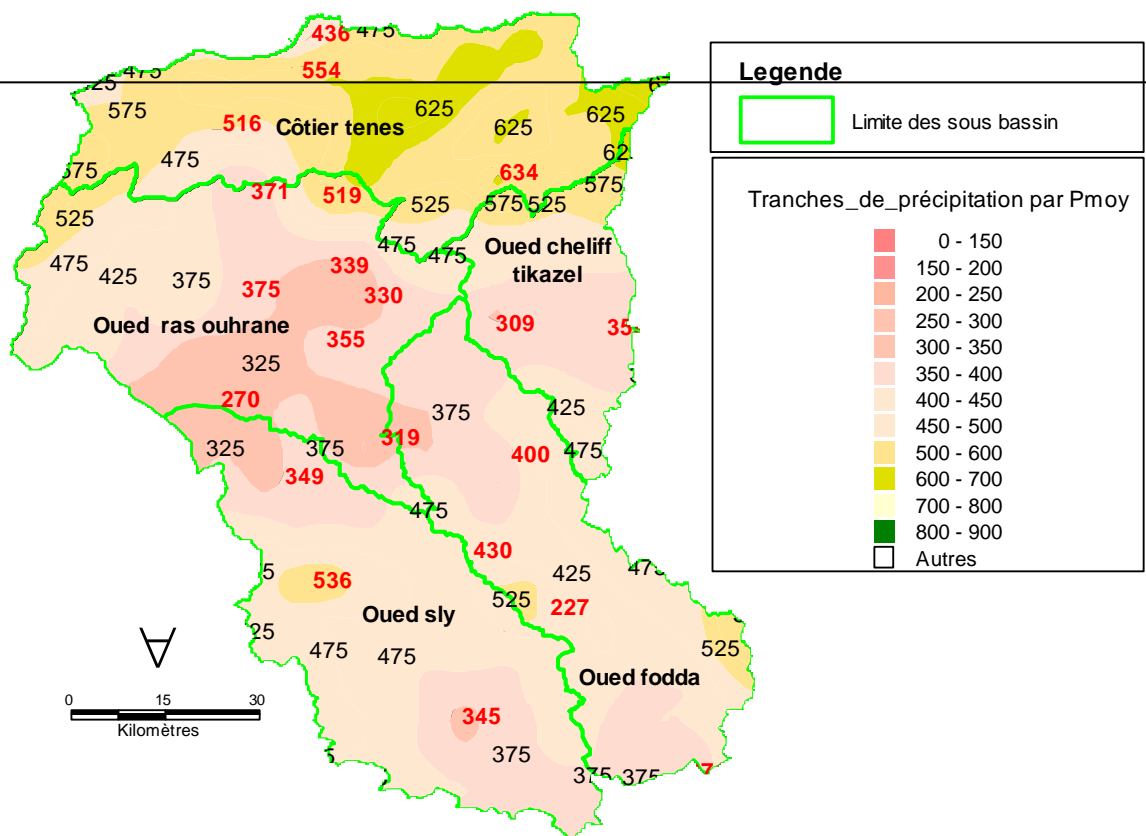 436 475
554
475
25
575
625
625
516
Côtier tenes
625
475
634
575
575
371
519
525
575 525
525
475
475
Oued cheliff
tikazel
475
425
375
339
375
330
309
Oued ras ouhrane
355
325
270
375
425
319
400
475
325
375
349
475
430
425
475
536
525
227
Oued sly
25
475
475
525
Oued fodda
345
375
375
375
0 15 30
Kilomètres
Legende
Limite des sous bassin
Tranches_de_précipitation par Pmoy
0 - 150
150 - 200
200 - 250
250 - 300
300 - 350
350 - 400
400 - 450
450 - 500
500 - 600
600 - 700
700 - 800
800 - 900
Autres